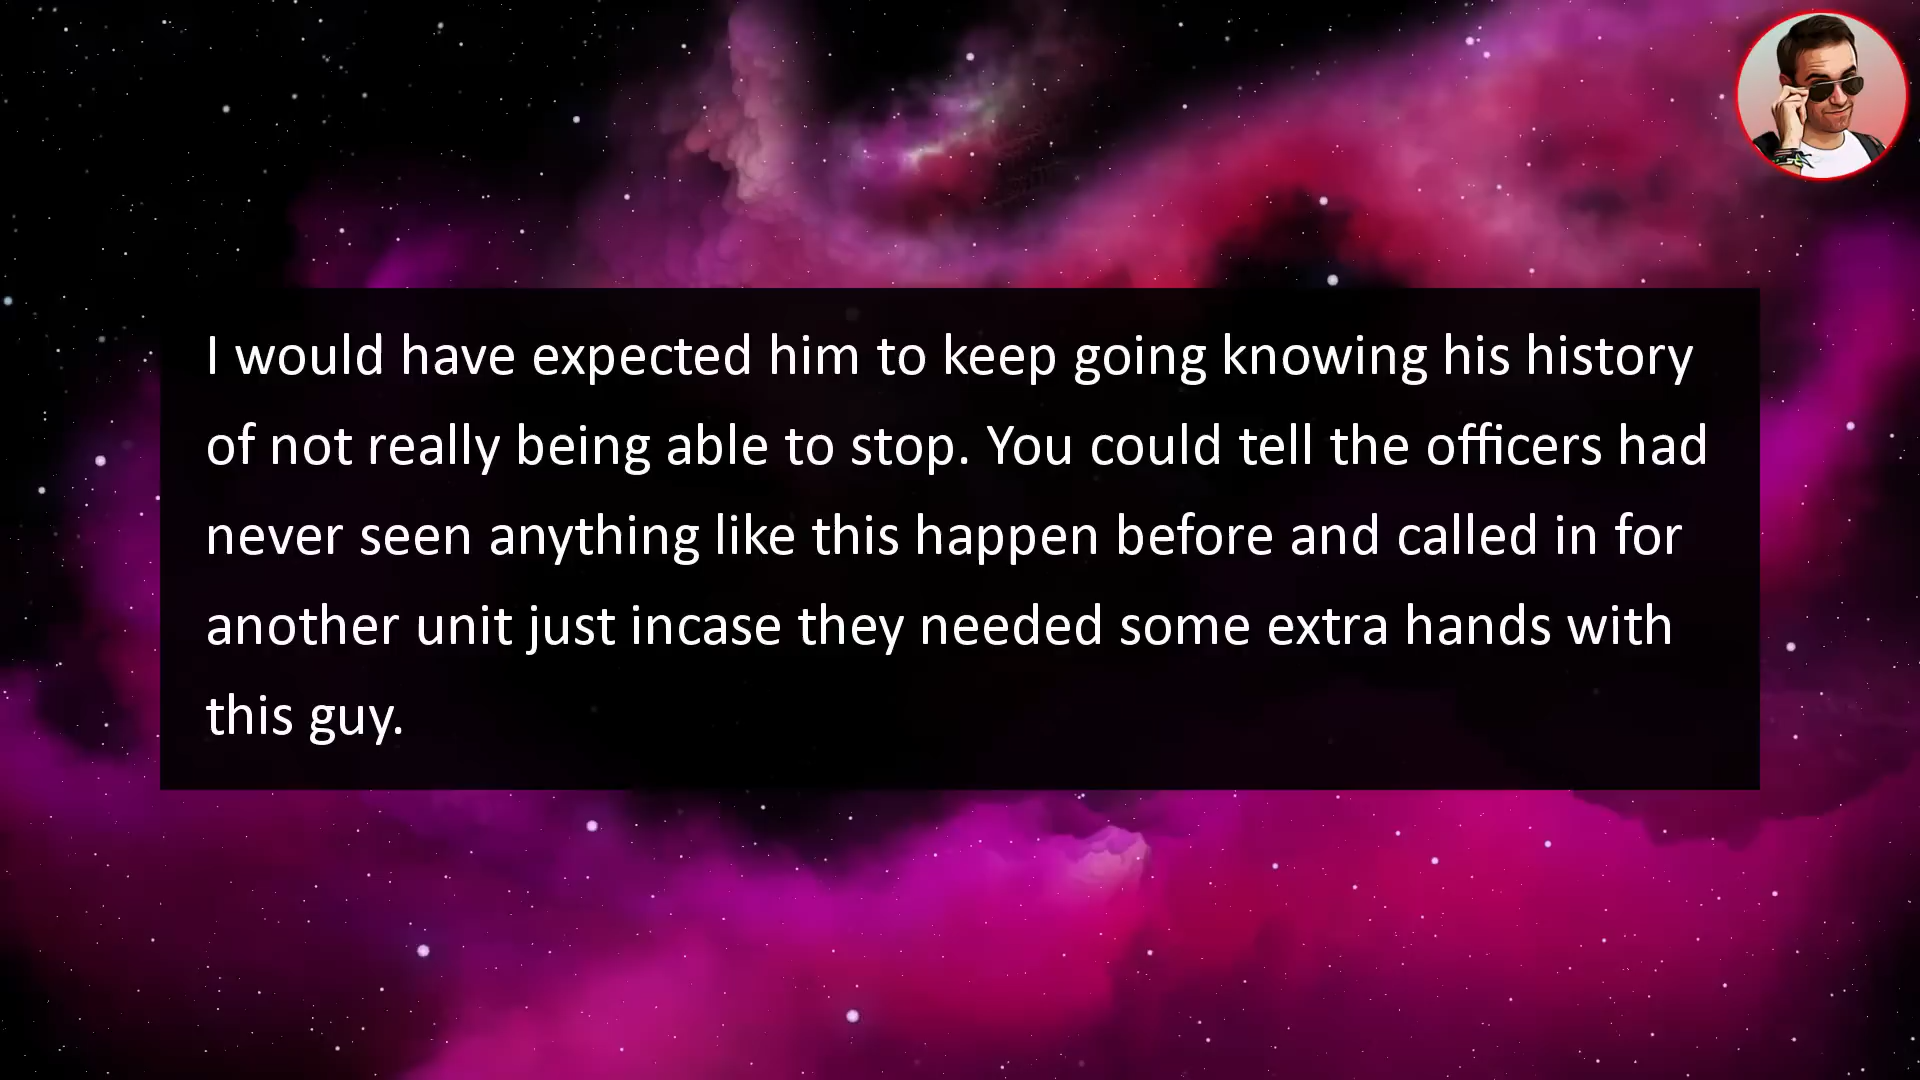 I would have expected him to keep going knowing his history
of not really being able to stop. You could tell the officers had
never seen anything like this happen before and called in for
another unit just incase they needed some extra hands with
this guy.